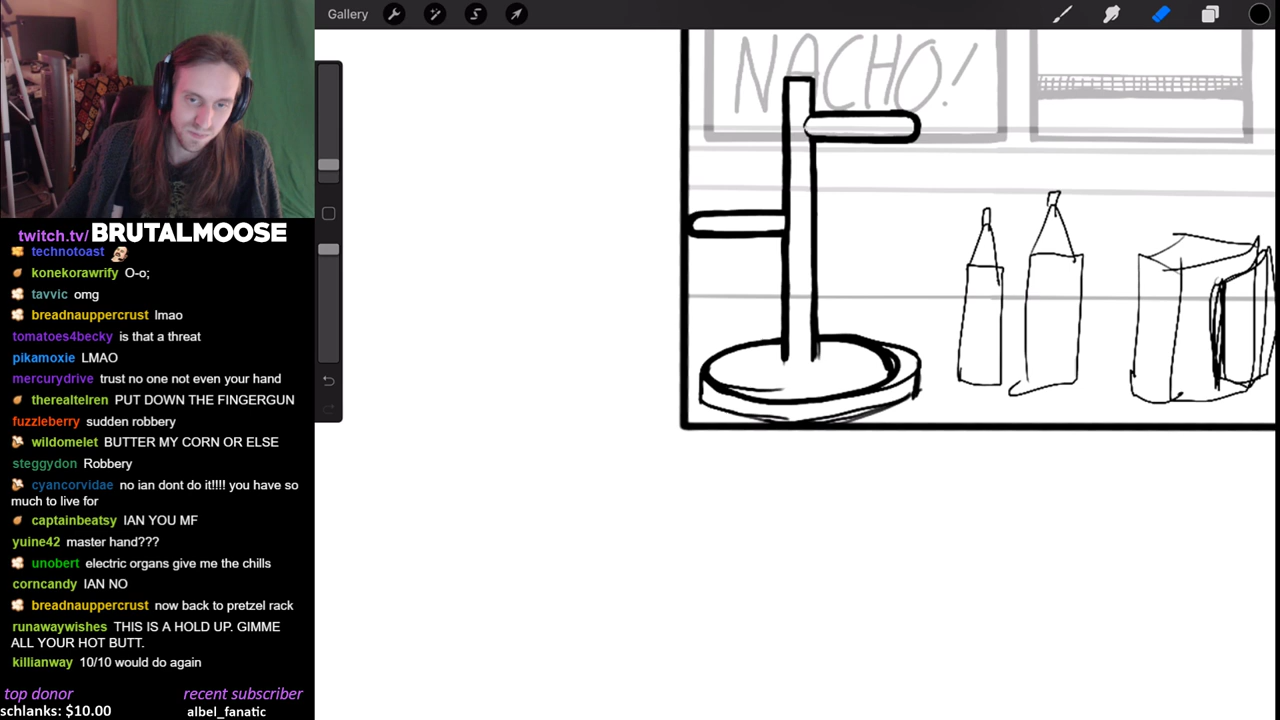 Gallery
NACHO!
twitch.tv/BRUTALMOOSE
technotoast
konekorawrify O-o;
tavvic omg
breadnauppercrust lmao
tomatoes4becky is that a threat
pikamoxie LMAO
mercurydrive trust no one not even your hand
therealtelren PUT DOWN THE FINGERGUN
fuzzleberry sudden robbery
wildomelet BUTTER MY CORN OR ELSE
steggydon Robbery
cyancorvidae no ian dont do it!!!! you have so
much to live for
captainbeatsy IAN YOU MF
yuine42 master hand???
unobert electric organs give me the chills
corncandy IAN NO
breadnauppercrust now back to pretzel rack
runawaywishes THIS IS A HOLD UP. GIMME
ALL YOUR HOT BUTT.
killianway 10/10 would do again
top donor
schlanks: $10.00
recent subscriber
albel_fanatic